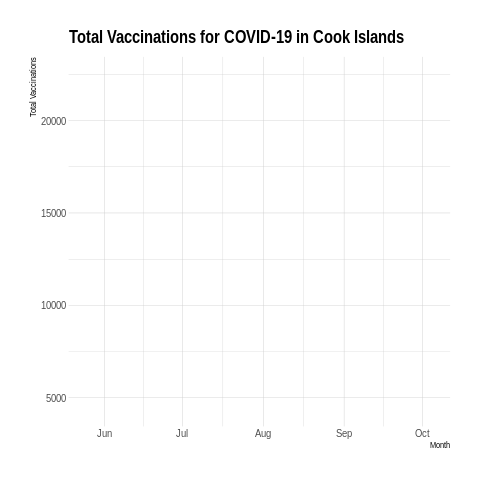 Total Vaccinations for COVID-19 in Cook Islands
Total Vaccinations
20000
15000
10000
5000
Jun Jul Aug Sep Oct
Month